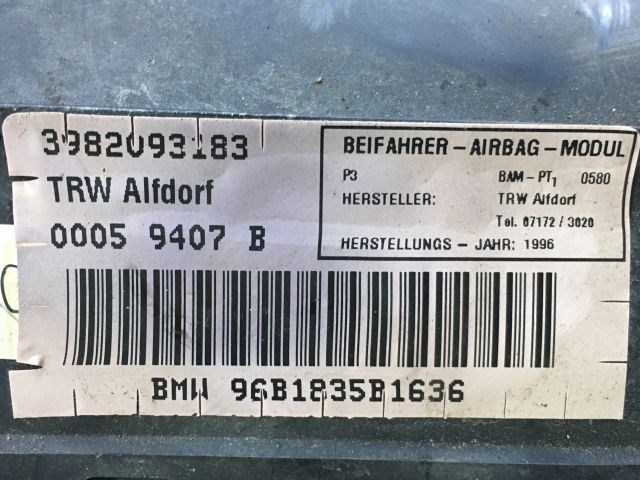 3982093183
TRW Alfdorf
0005 9407 B
BEIFAHRER-AIRBAG-MODUL
P3 BAM-PT1 0580
HERSTELLER: TRW Alfdorf
Tel. 07172 / 3020
HERSTELLUNGS - JAHR: 1996
BMW 96B1835B1636